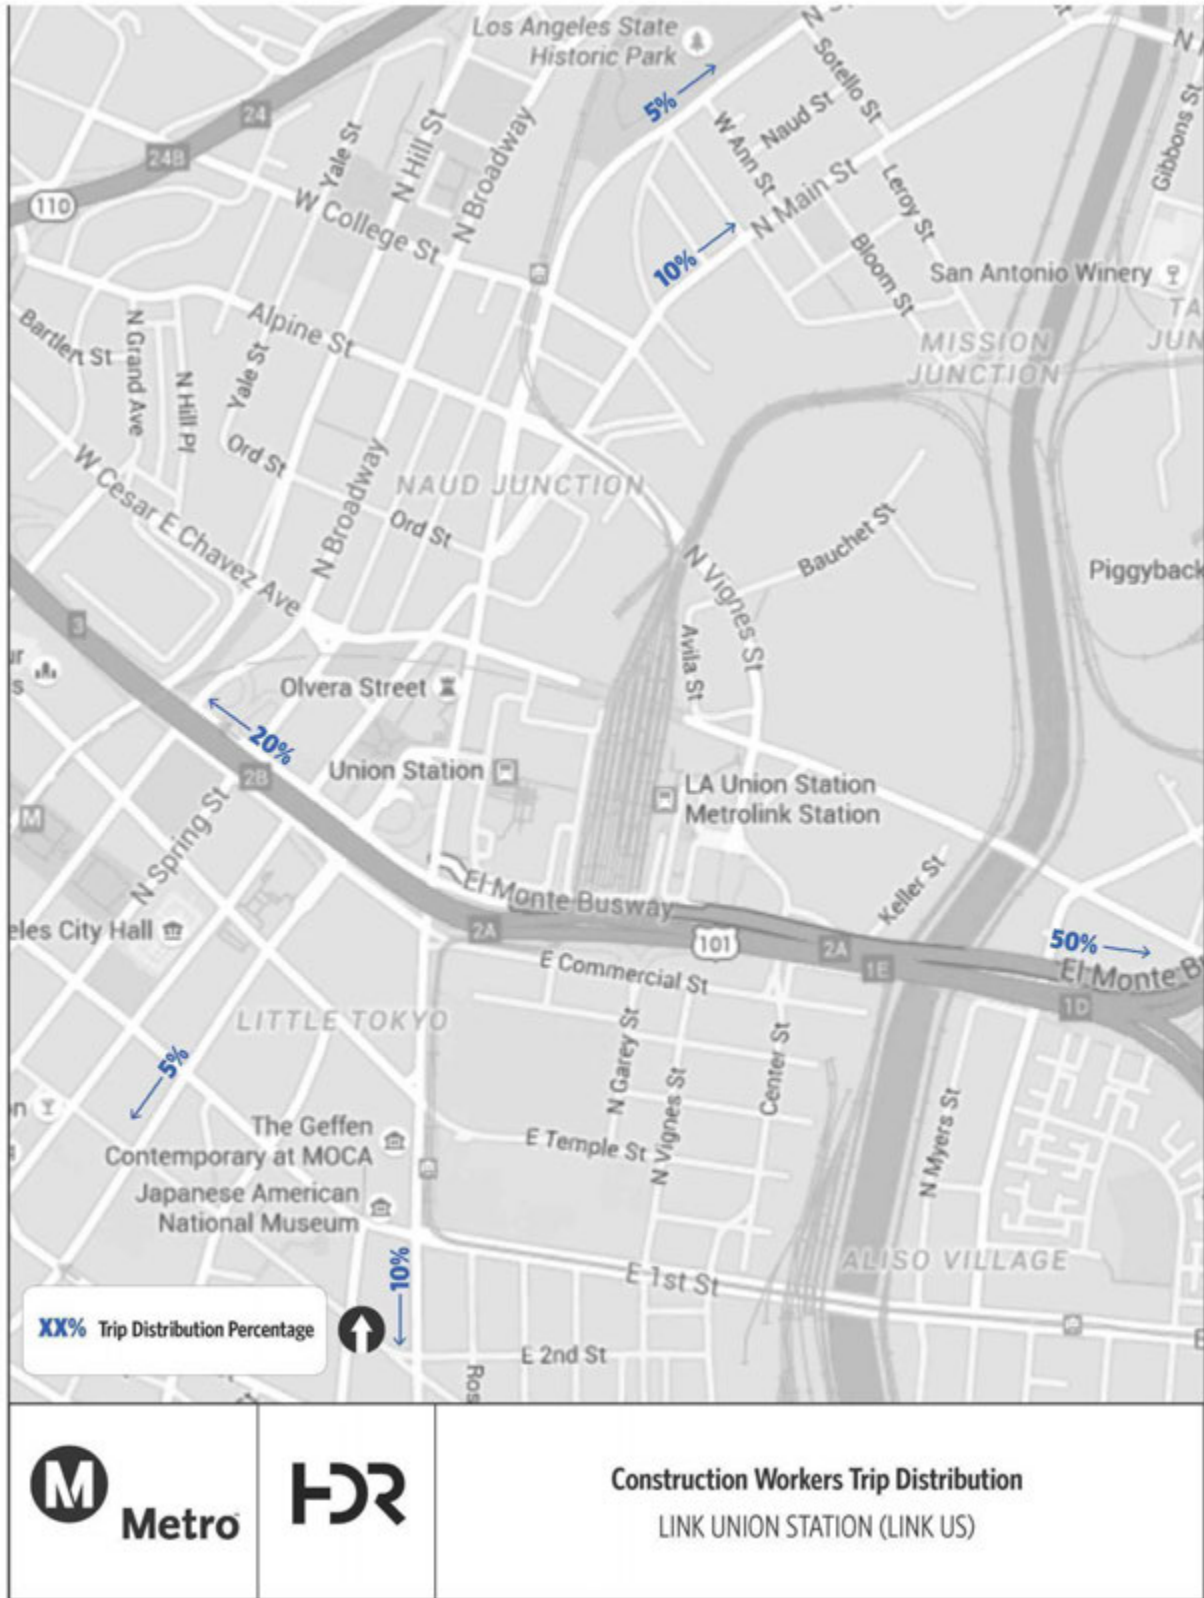 Los Angeles State
Historic Park
N
Sotello St
5%
Naud St
W Ann St
Gibbons St
24
24B
Yale St
N Hill St
N Broadway
N Main St
Leroy St
110
W College St
10%
Bloom St
San Antonio Winery
Bartlett St
N Grand Ave
Alpine St
MISSION
JUNCTION
JUN
N Hill Pl
Yale St
Ord St
W Cesar E Chavez Ave
N Broadway
NAUD JUNCTION
Ord St
Bauchet St
N Vignes St
Piggyback
3
Avila St
Olvera Street
20%
2B
Union Station
LA Union Station
Metrolink Station
M
N Spring St
Keller St
El Monte Busway
eles City Hall
2A
101
2A
1E
50%
El Monte B
1D
E Commercial St
LITTLE TOKYO
N Garey St
Center St
5%
N Vignes St
N Myers St
The Geffen
Contemporary at MOCA
E Temple St
Japanese American
National Museum
10%
E 1st St
ALISO VILLAGE
XX% Trip Distribution Percentage
E 2nd St
Ros
M
Metro
HDR
Construction Workers Trip Distribution
LINK UNION STATION (LINK US)